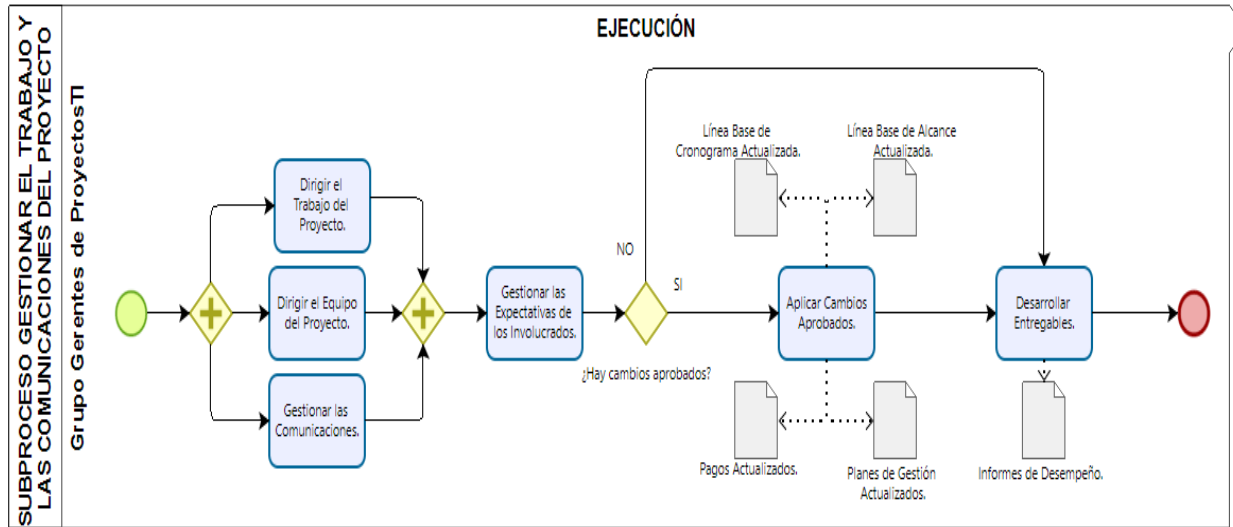 SUBPROCESO GESTIONAR EL TRABAJO Y
LAS COMUNICACIONES DEL PROYECTO
Grupo Gerentes de ProyectosTI
EJECUCIÓN
Dirigir el
Trabajo del
Proyecto.
Dirigir el Equipo
del Proyecto.
Gestionar las
Comunicaciones.
Gestionar las
Expectativas de
los Involucrados.
¿Hay cambios aprobados?
NO
SI
Línea Base de
Cronograma Actualizada.
Línea Base de Alcance
Actualizada.
Aplicar Cambios
Aprobados.
Pagos Actualizados.
Planes de Gestión
Actualizados.
Desarrollar
Entregables.
Informes de Desempeño.